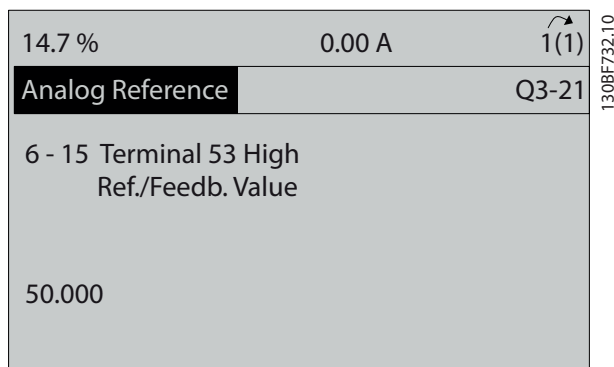 14.7 % 0.00 A 1(1)
Analog Reference Q3-21
6 - 15 Terminal 53 High
Ref./Feedb. Value
50.000
130BF732.10